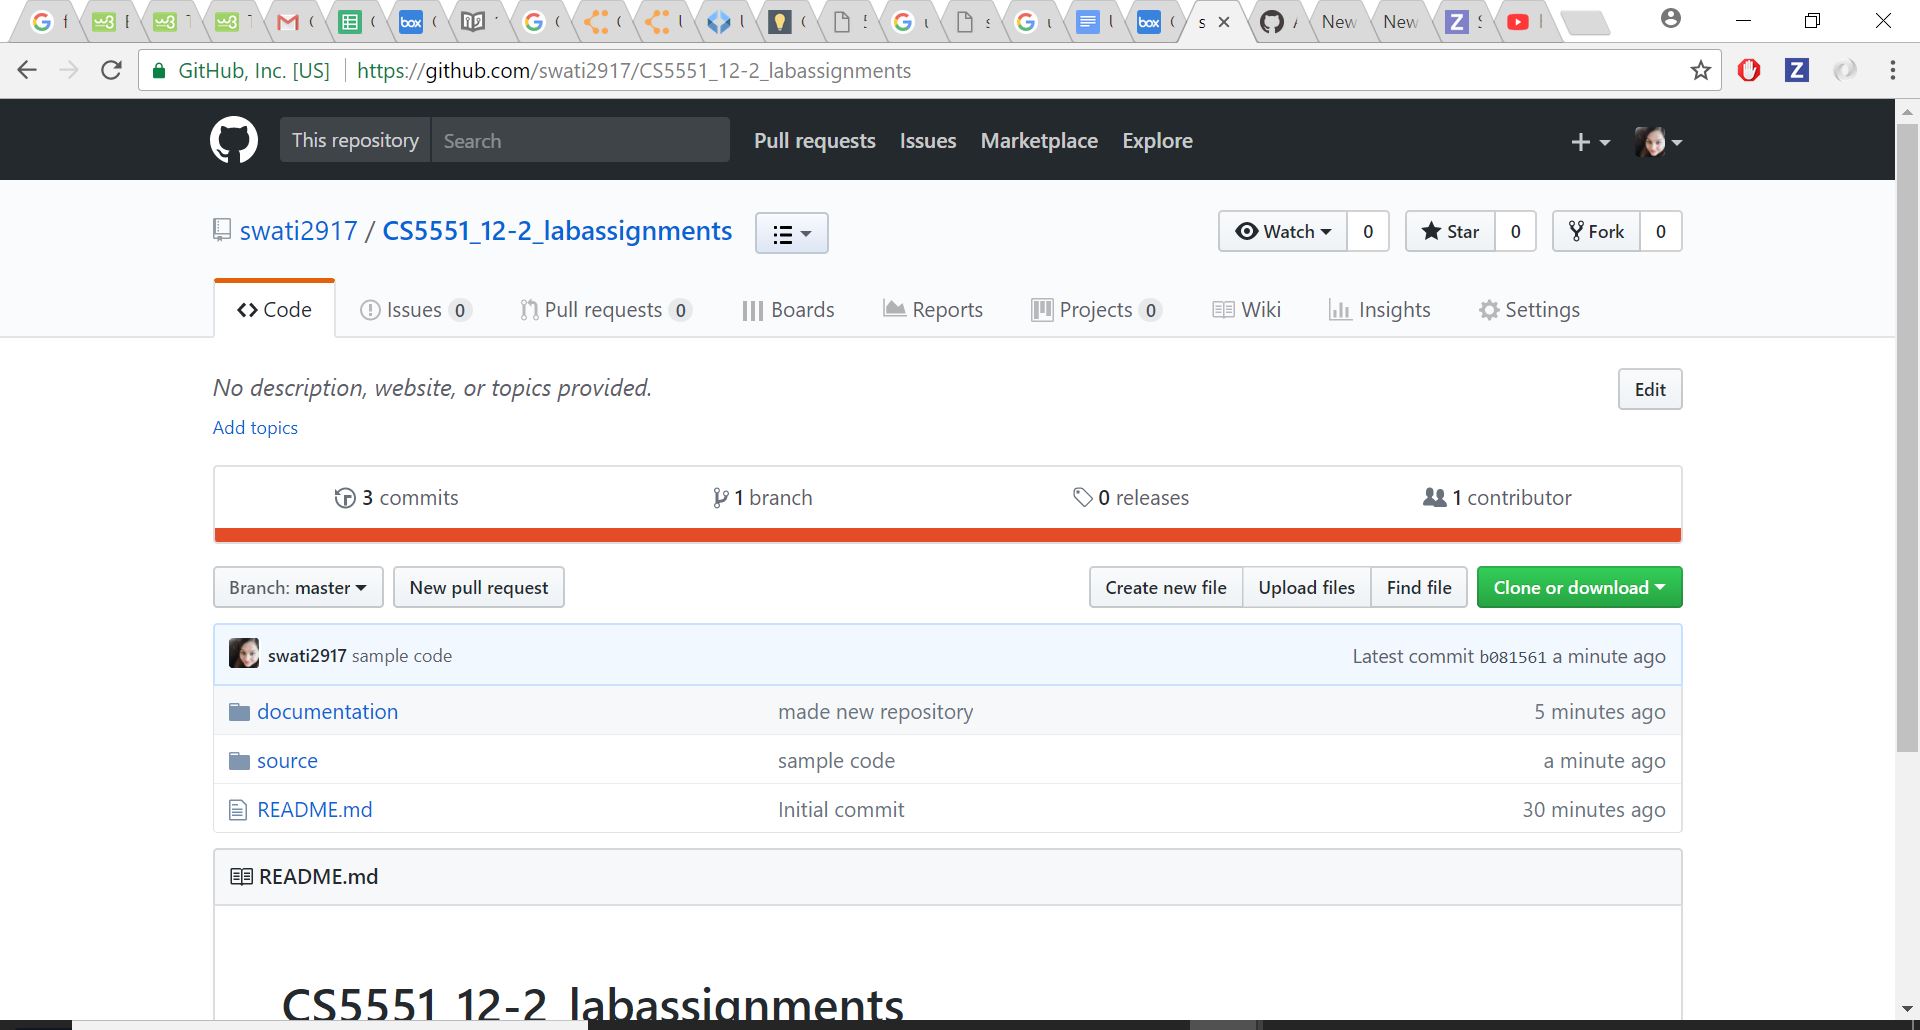 f E T T G C box C C C U U C 5 u s u U box C s A New New S
GitHub, Inc. [US] https://github.com/swati2917/CS5551_12-2_labassignments
This repository Search Pull requests Issues Marketplace Explore
swati2917 / CS5551_12-2_labassignments Watch 0 Star 0 Fork 0
Code Issues 0 Pull requests 0 Boards Reports Projects 0 Wiki Insights Settings
No description, website, or topics provided. Edit
Add topics
3 commits 1 branch 0 releases 1 contributor
Branch: master New pull request Create new file Upload files Find file Clone or download
swati2917 sample code Latest commit b081561 a minute ago
documentation made new repository 5 minutes ago
source sample code a minute ago
README.md Initial commit 30 minutes ago
README.md
CS5551_12-2_labassignments